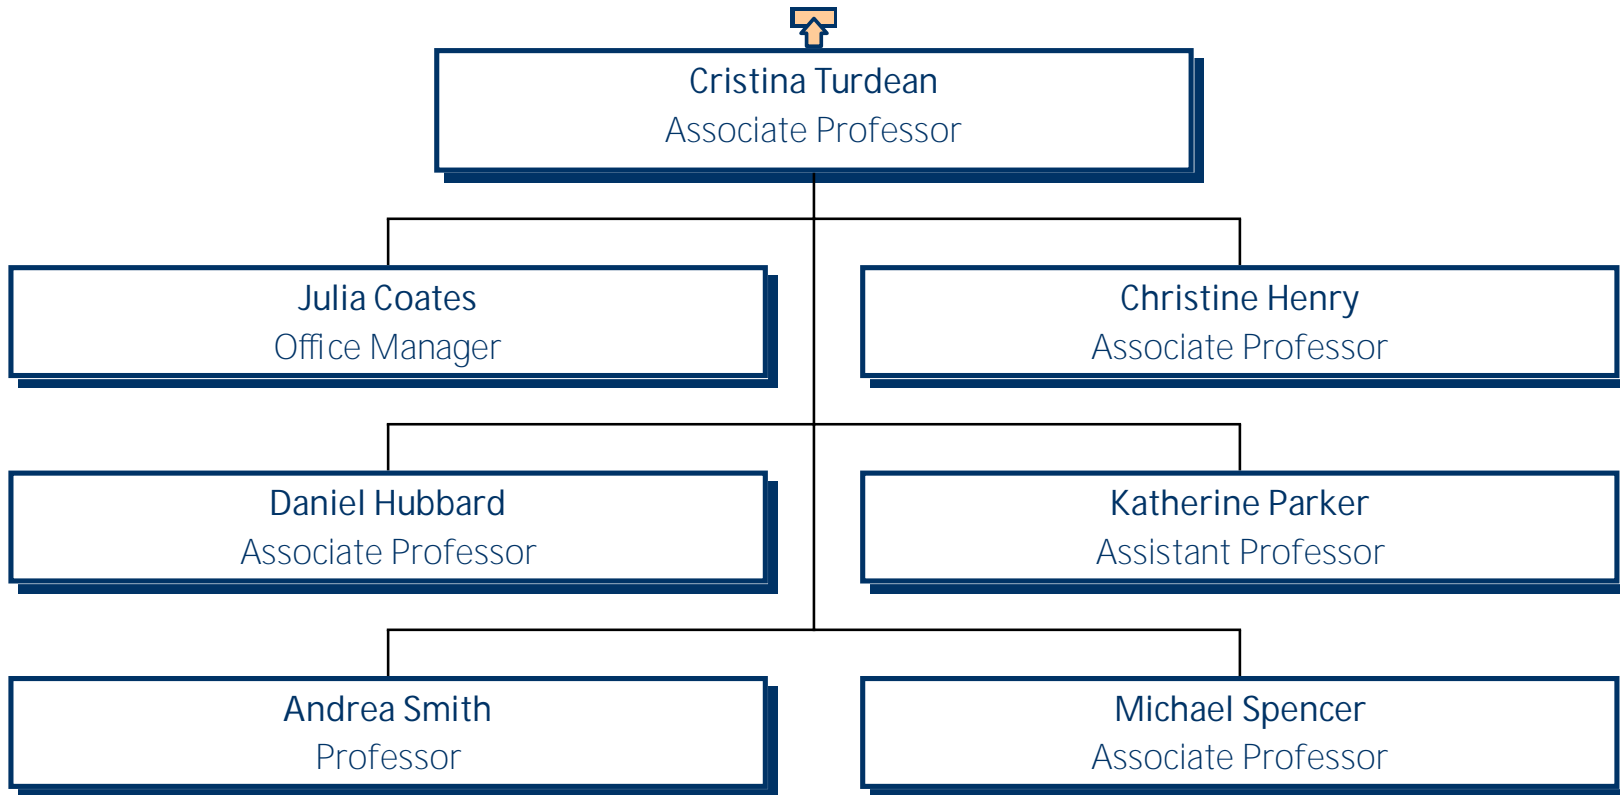 Cristina Turdean
Associate Professor
Julia Coates
Office Manager
Christine Henry
Associate Professor
Daniel Hubbard
Associate Professor
Katherine Parker
Assistant Professor
Andrea Smith
Professor
Michael Spencer
Associate Professor